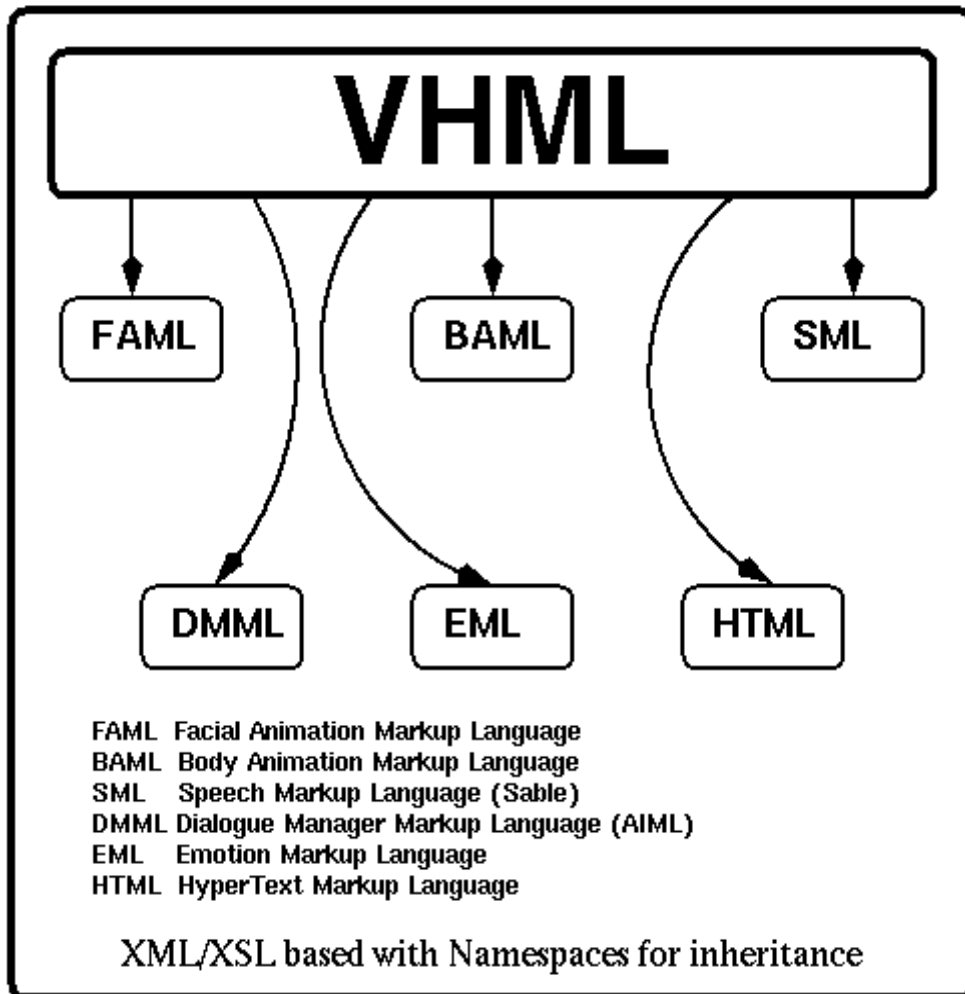 VHML
FAML BAML SML
DMML EML HTML
FAML Facial Animation Markup Language
BAML Body Animation Markup Language
SML Speech Markup Language (Sable)
DMML Dialogue Manager Markup Language (AIML)
EML Emotion Markup Language
HTML HyperText Markup Language
XML/XSL based with Namespaces for inheritance